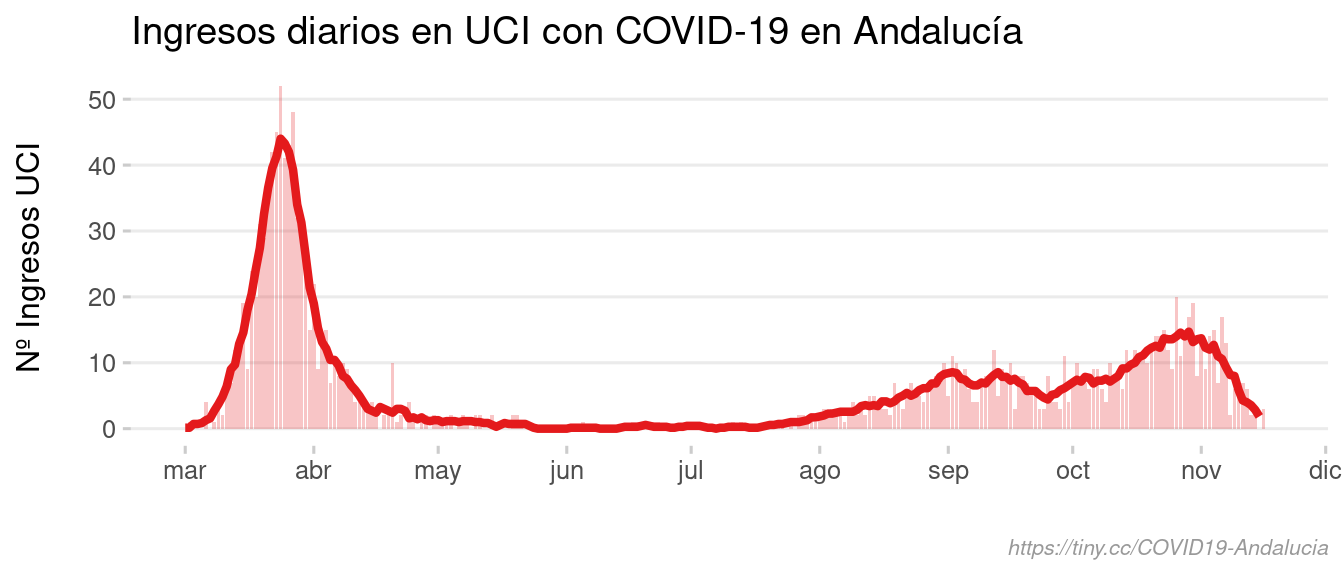 Ingresos diarios en UCI con COVID-19 en Andalucía
Nº Ingresos UCI
50
40
30
20
10
0
mar abr may jun jul ago sep oct nov dic
https://tiny.cc/COVID19-Andalucia